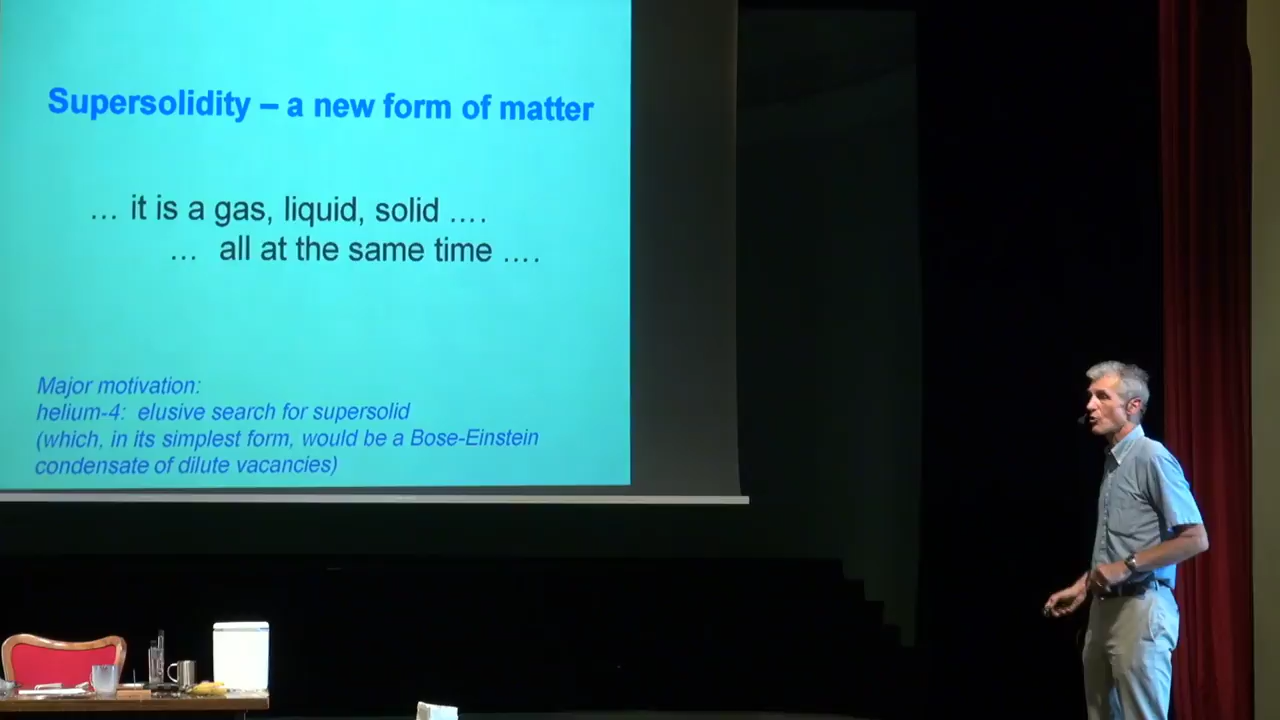 Supersolidity – a new form of matter
... it is a gas, liquid, solid ....
... all at the same time ....
Major motivation:
helium-4: elusive search for supersolid
(which, in its simplest form, would be a Bose-Einstein
condensate of dilute vacancies)